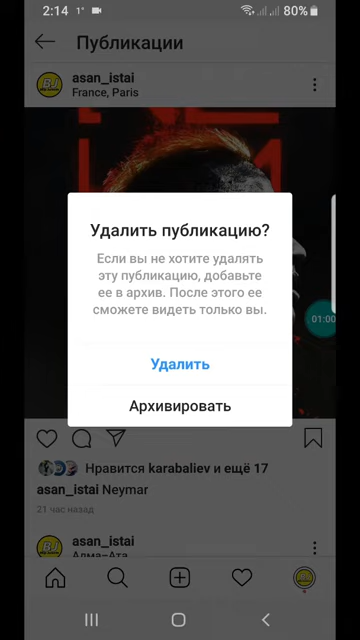 2:14 1° 80%
Публикации
asan_istai
France, Paris
Удалить публикацию?
Если вы не хотите удалять
эту публикацию, добавьте
ее в архив. После этого ее
сможете видеть только вы.
01:00
Удалить
Архивировать
Нравится karabaliev и ещё 17
asan_istai Neymar
21 час назад
asan_istai
Алма-Ата